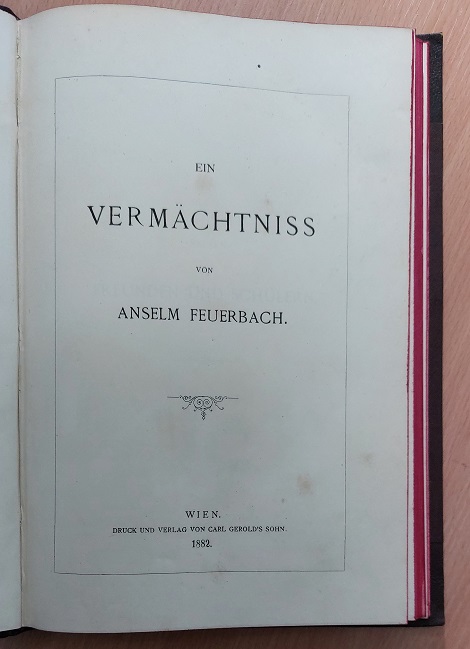 EIN
VERMÄCHTNISS
VON
ANSELM FEUERBACH.
WIEN.
DRUCK UND VERLAG VON CARL GEROLD'S SOHN.
1882.